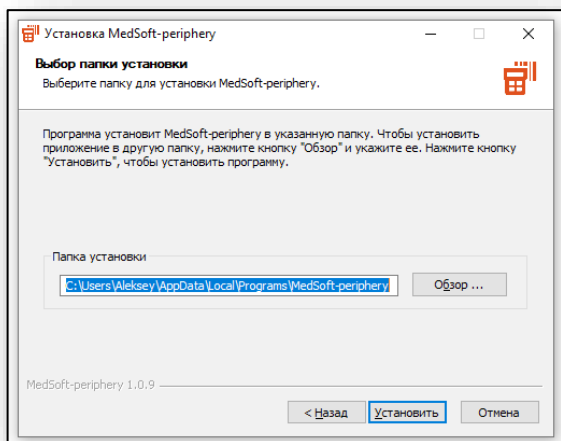 Установка MedSoft-periphery
Выбор папки установки
Выберите папку для установки MedSoft-periphery.
Программа установит MedSoft-periphery в указанную папку. Чтобы установить
приложение в другую папку, нажмите кнопку "Обзор" и укажите ее. Нажмите кнопку
"Установить", чтобы установить программу.
Папка установки
C:\Users\Aleksey\AppData\Local\Programs\MedSoft-periphery
Обзор ...
MedSoft-periphery 1.0.9
< Назад Установить Отмена